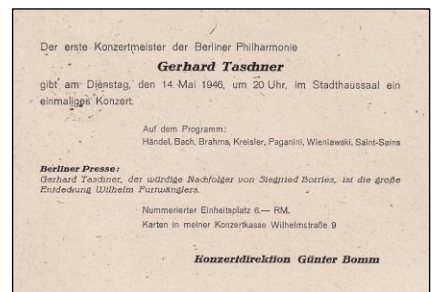 Der erste Konzertmeister der Berliner Philharmonie
Gerhard Taschner
gibt am Dienstag, den 14. Mai 1946, um 20 Uhr, im Stadthaussaal ein
einmaliges Konzert.
Auf dem Programm:
Händel, Bach, Brahms, Kreisler, Paganini, Wieniawski, Saint-Sains
Berliner Presse:
Gerhard Taschner, der würdige Nachfolger von Siegfried Borries, ist die große
Entdeckung Wilhelm Furtwänglers.
Nummerierter Einheitsplatz 6.— RM.
Karten in meiner Konzertkasse Wilhelmstraße 9
Konzertdirektion Günter Bomm